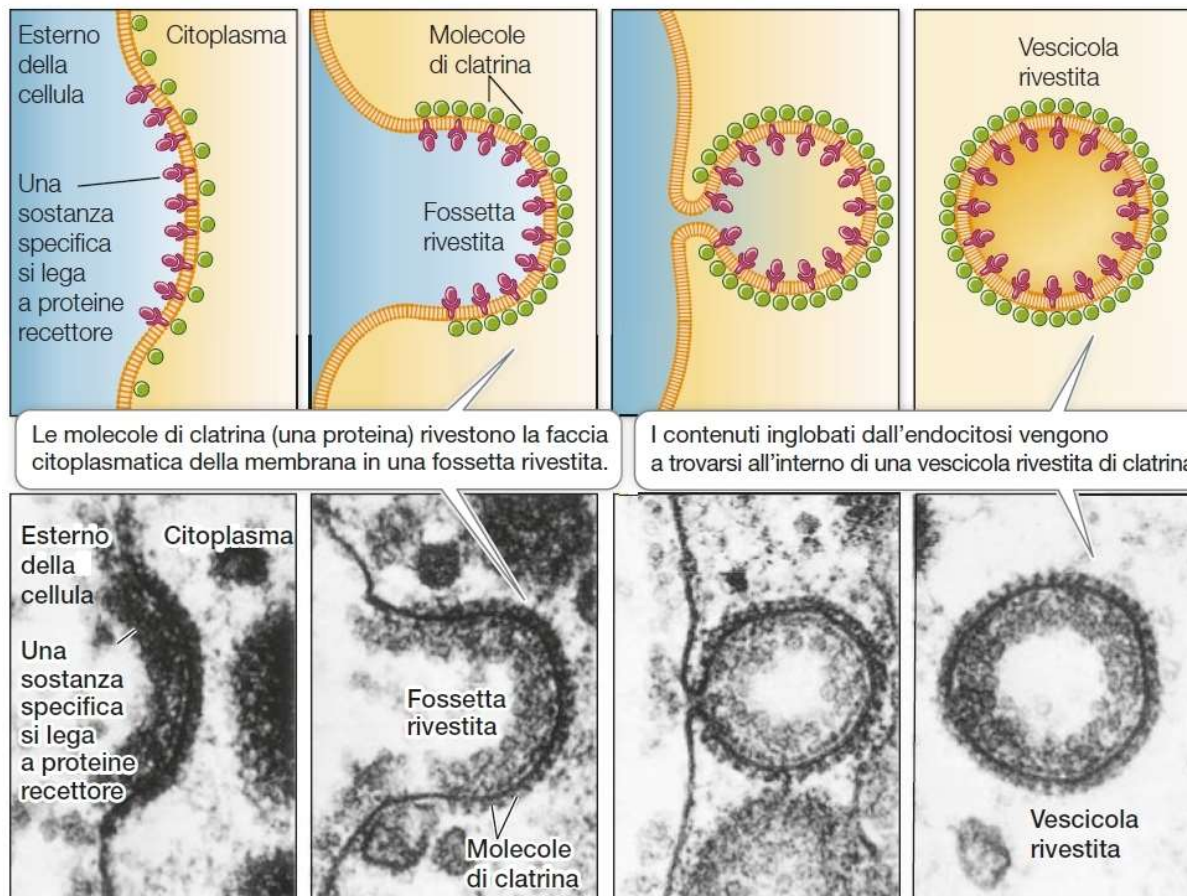 Esterno
della
cellula
Citoplasma
Una
sostanza
specifica
si lega
a proteine
recettore
Molecole
di clatrina
Fossetta
rivestita
Vescicola
rivestita
Le molecole di clatrina (una proteina) rivestono la faccia
citoplasmatica della membrana in una fossetta rivestita.
I contenuti inglobati dall'endocitosi vengono
a trovarsi all'interno di una vescicola rivestita di clatrina
Esterno
della
cellula
Citoplasma
Una
sostanza
specifica
si lega
a proteine
recettore
Fossetta
rivestita
Molecole
di clatrina
Vescicola
rivestita